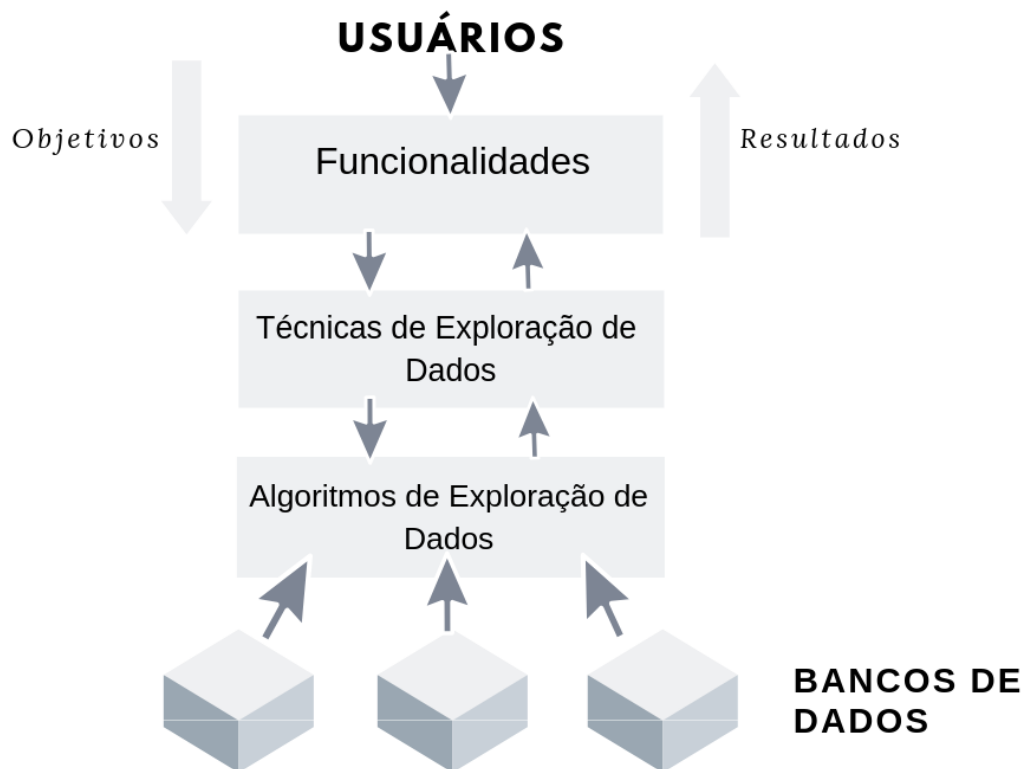 USUÁRIOS
Objetivos
Resultados
Funcionalidades
Técnicas de Exploração de
Dados
Algoritmos de Exploração de
Dados
BANCOS DE
DADOS